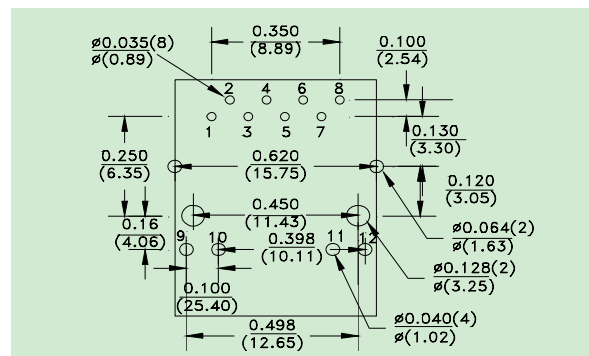 0.350
(8.89)
ø0.035(8)
ø(0.89)
0.100
(2.54)
2 4 6 8
1 3 5 7
0.130
(3.30)
0.250
(6.35)
0.620
(15.75)
0.120
(3.05)
0.450
(11.43)
0.16
(4.06)
ø0.064(2)
ø(1.63)
9 10 11 12
0.398
(10.11)
ø0.128(2)
ø(3.25)
0.100
(25.40)
ø0.040(4)
ø(1.02)
0.498
(12.65)